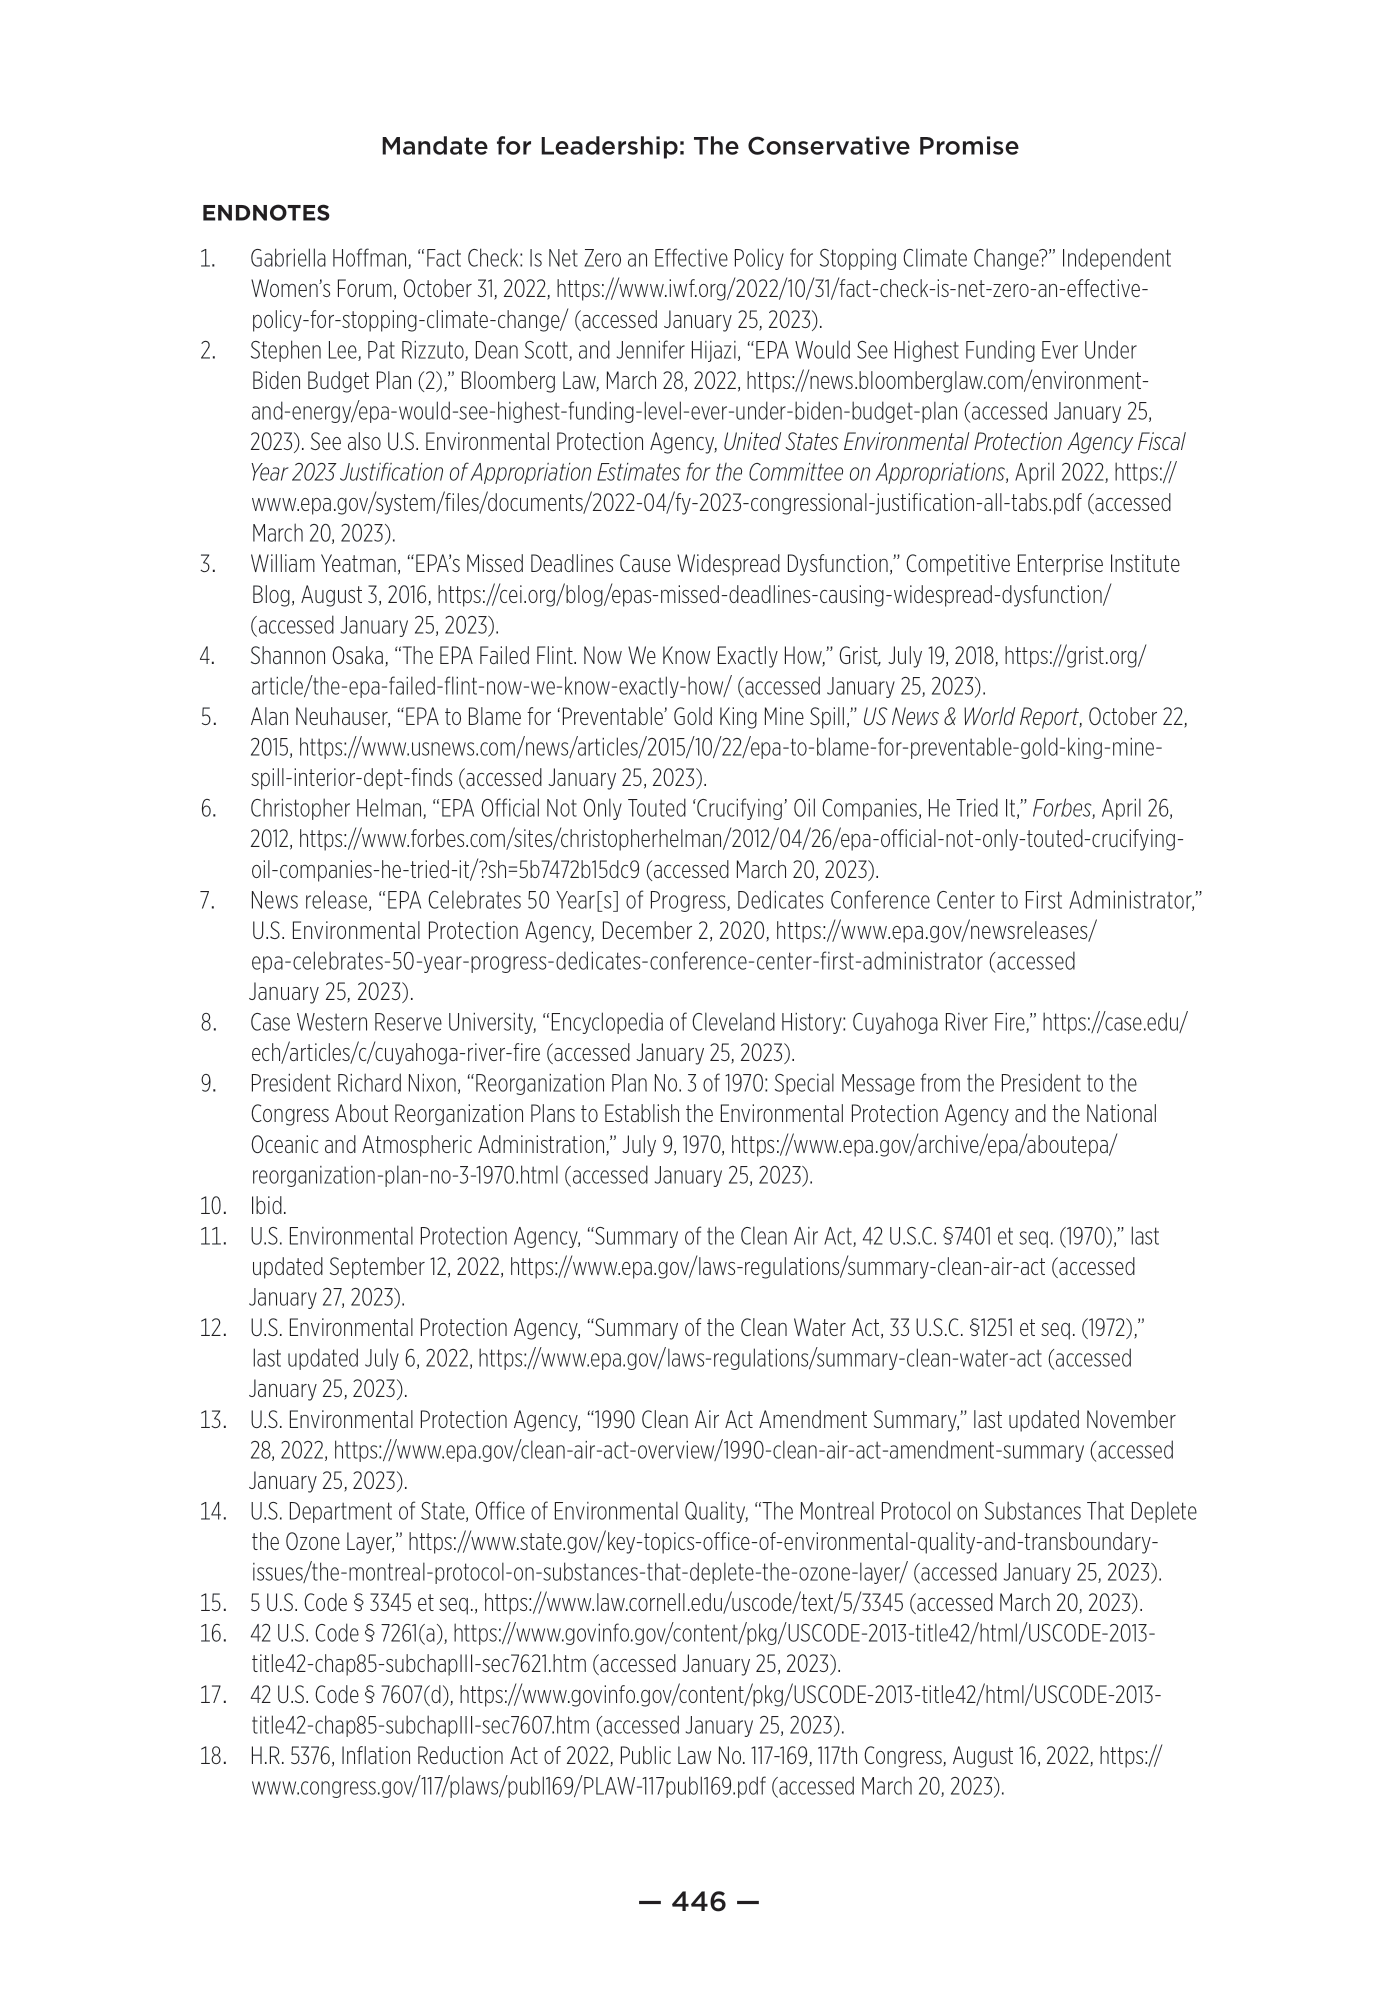 Mandate for Leadership: The Conservative Promise
ENDNOTES
1. Gabriella Hoffman, “Fact Check: Is Net Zero an Effective Policy for Stopping Climate Change?” Independent
Women’s Forum, October 31, 2022, https://www.iwf.org/2022/10/31/fact-check-is-net-zero-an-effective-
policy-for-stopping-climate-change/ (accessed January 25, 2023).
2. Stephen Lee, Pat Rizzuto, Dean Scott, and Jennifer Hijazi, “EPA Would See Highest Funding Ever Under
Biden Budget Plan (2),” Bloomberg Law, March 28, 2022, https://news.bloomberglaw.com/environment-
and-energy/epa-would-see-highest-funding-level-ever-under-biden-budget-plan (accessed January 25,
2023). See also U.S. Environmental Protection Agency, United States Environmental Protection Agency Fiscal
Year 2023 Justification of Appropriation Estimates for the Committee on Appropriations, April 2022, https://
www.epa.gov/system/files/documents/2022-04/fy-2023-congressional-justification-all-tabs.pdf (accessed
March 20, 2023).
3. William Yeatman, “EPA’s Missed Deadlines Cause Widespread Dysfunction,” Competitive Enterprise Institute
Blog, August 3, 2016, https://cei.org/blog/epas-missed-deadlines-causing-widespread-dysfunction/
(accessed January 25, 2023).
4. Shannon Osaka, “The EPA Failed Flint. Now We Know Exactly How,” Grist, July 19, 2018, https://grist.org/
article/the-epa-failed-flint-now-we-know-exactly-how/ (accessed January 25, 2023).
5. Alan Neuhauser, “EPA to Blame for ‘Preventable’ Gold King Mine Spill,” US News & World Report, October 22,
2015, https://www.usnews.com/news/articles/2015/10/22/epa-to-blame-for-preventable-gold-king-mine-
spill-interior-dept-finds (accessed January 25, 2023).
6. Christopher Helman, “EPA Official Not Only Touted ‘Crucifying’ Oil Companies, He Tried It,” Forbes, April 26,
2012, https://www.forbes.com/sites/christopherhelman/2012/04/26/epa-official-not-only-touted-crucifying-
oil-companies-he-tried-it/?sh=5b7472b15dc9 (accessed March 20, 2023).
7. News release, “EPA Celebrates 50 Year[s] of Progress, Dedicates Conference Center to First Administrator,”
U.S. Environmental Protection Agency, December 2, 2020, https://www.epa.gov/newsreleases/
epa-celebrates-50-year-progress-dedicates-conference-center-first-administrator (accessed
January 25, 2023).
8. Case Western Reserve University, “Encyclopedia of Cleveland History: Cuyahoga River Fire,” https://case.edu/
ech/articles/c/cuyahoga-river-fire (accessed January 25, 2023).
9. President Richard Nixon, “Reorganization Plan No. 3 of 1970: Special Message from the President to the
Congress About Reorganization Plans to Establish the Environmental Protection Agency and the National
Oceanic and Atmospheric Administration,” July 9, 1970, https://www.epa.gov/archive/epa/aboutepa/
reorganization-plan-no-3-1970.html (accessed January 25, 2023).
10. Ibid.
11. U.S. Environmental Protection Agency, “Summary of the Clean Air Act, 42 U.S.C. §7401 et seq. (1970),” last
updated September 12, 2022, https://www.epa.gov/laws-regulations/summary-clean-air-act (accessed
January 27, 2023).
12. U.S. Environmental Protection Agency, “Summary of the Clean Water Act, 33 U.S.C. §1251 et seq. (1972),”
last updated July 6, 2022, https://www.epa.gov/laws-regulations/summary-clean-water-act (accessed
January 25, 2023).
13. U.S. Environmental Protection Agency, “1990 Clean Air Act Amendment Summary,” last updated November
28, 2022, https://www.epa.gov/clean-air-act-overview/1990-clean-air-act-amendment-summary (accessed
January 25, 2023).
14. U.S. Department of State, Office of Environmental Quality, “The Montreal Protocol on Substances That Deplete
the Ozone Layer,” https://www.state.gov/key-topics-office-of-environmental-quality-and-transboundary-
issues/the-montreal-protocol-on-substances-that-deplete-the-ozone-layer/ (accessed January 25, 2023).
15. 5 U.S. Code § 3345 et seq., https://www.law.cornell.edu/uscode/text/5/3345 (accessed March 20, 2023).
16. 42 U.S. Code § 7261(a), https://www.govinfo.gov/content/pkg/USCODE-2013-title42/html/USCODE-2013-
title42-chap85-subchapIII-sec7621.htm (accessed January 25, 2023).
17. 42 U.S. Code § 7607(d), https://www.govinfo.gov/content/pkg/USCODE-2013-title42/html/USCODE-2013-
title42-chap85-subchapIII-sec7607.htm (accessed January 25, 2023).
18. H.R. 5376, Inflation Reduction Act of 2022, Public Law No. 117-169, 117th Congress, August 16, 2022, https://
www.congress.gov/117/plaws/publ169/PLAW-117publ169.pdf (accessed March 20, 2023).
— 446 —